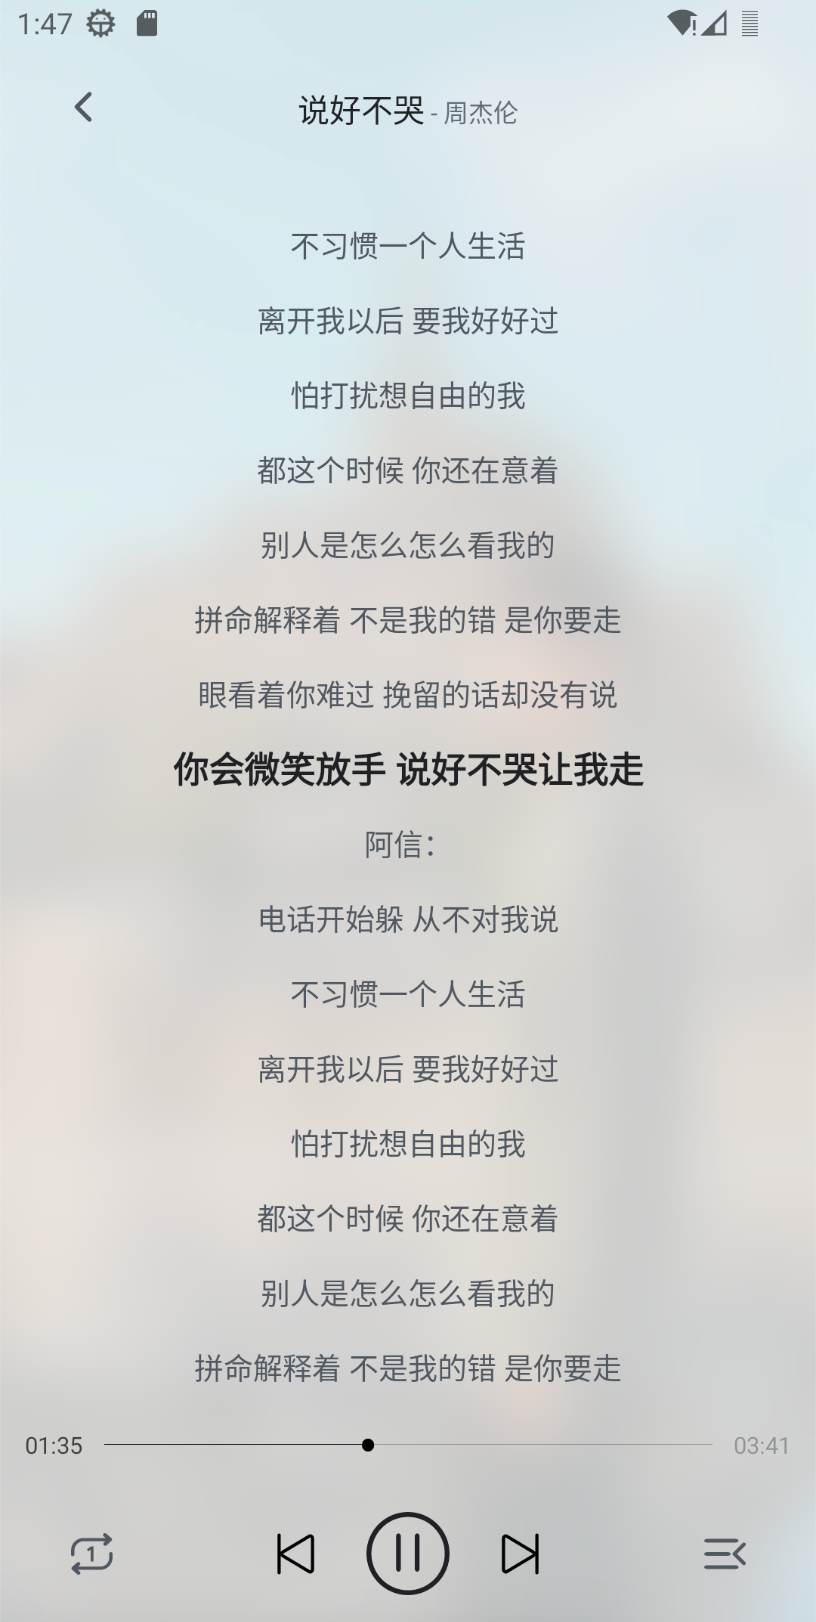 1:47
说好不哭 - 周杰伦
不习惯一个人生活
离开我以后 要我好好过
怕打扰想自由的我
都这个时候 你还在意着
别人是怎么怎么看我的
拼命解释着 不是我的错 是你要走
眼看着你难过 挽留的话却没有说
你会微笑放手 说好不哭让我走
阿信：
电话开始躲 从不对我说
不习惯一个人生活
离开我以后 要我好好过
怕打扰想自由的我
都这个时候 你还在意着
别人是怎么怎么看我的
拼命解释着 不是我的错 是你要走
01:35 03:41
1